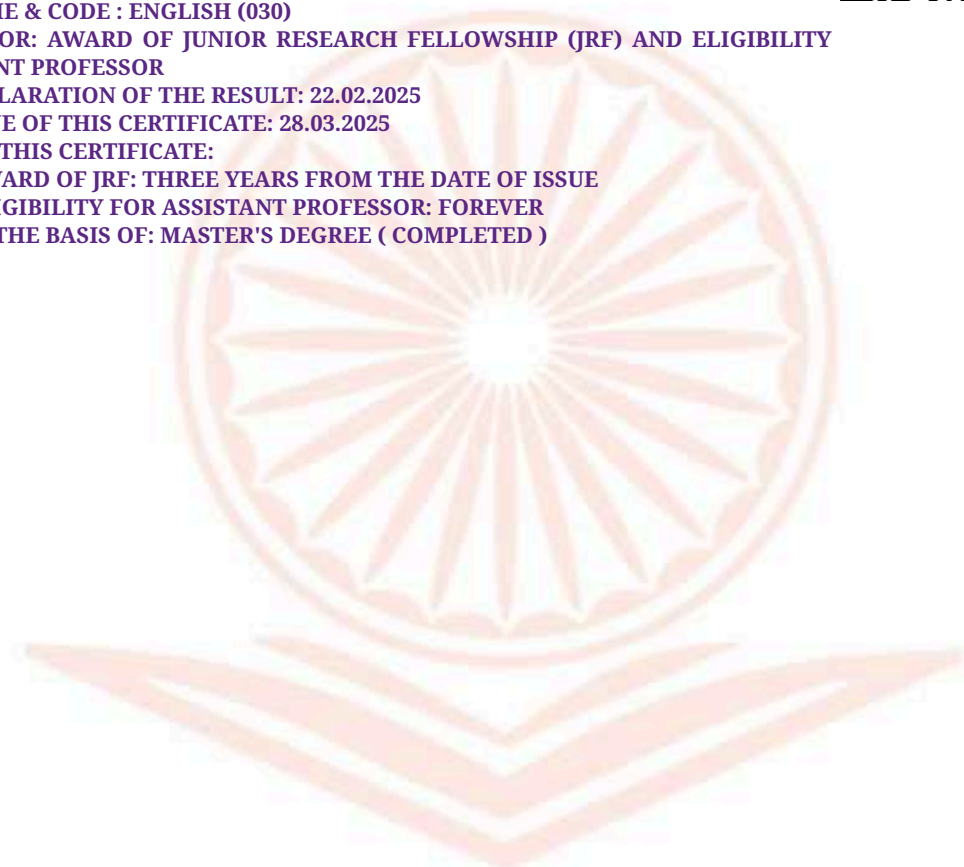 E & CODE : ENGLISH (030)
OR: AWARD OF JUNIOR RESEARCH FELLOWSHIP (JRF) AND ELIGIBILITY
NT PROFESSOR
LARATION OF THE RESULT: 22.02.2025
E OF THIS CERTIFICATE: 28.03.2025
THIS CERTIFICATE:
ARD OF JRF: THREE YEARS FROM THE DATE OF ISSUE
IGIBILITY FOR ASSISTANT PROFESSOR: FOREVER
THE BASIS OF: MASTER'S DEGREE ( COMPLETED )